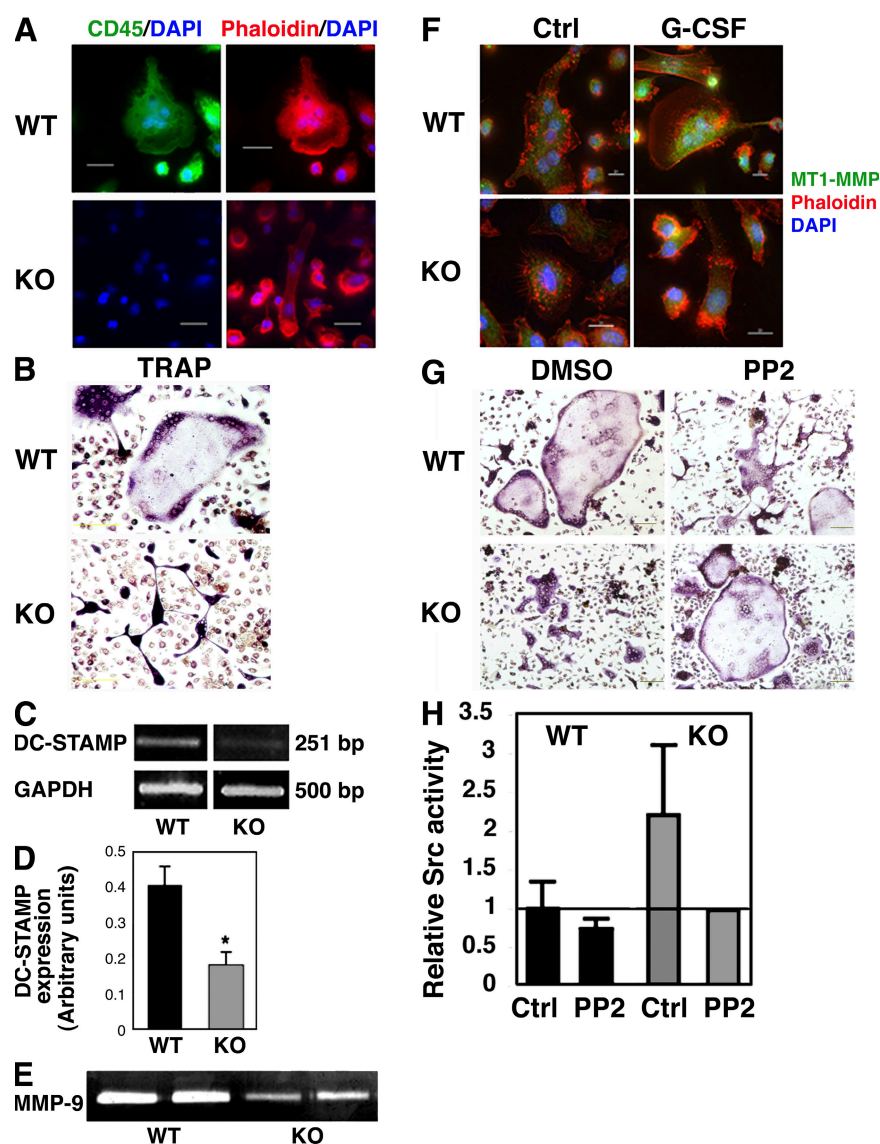 A
CD45/DAPI Phaloidin/DAPI
WT
KO
B
TRAP
WT
KO
C
DC-STAMP 251 bp
GAPDH 500 bp
WT KO
D
DC-STAMP
expression
(Arbitrary units)
0.5
0.4
0.3
0.2
0.1
0
*
WT KO
E
MMP-9
WT KO
F
Ctrl G-CSF
WT
KO
MT1-MMP
Phaloidin
DAPI
G
DMSO PP2
WT
KO
H
Relative Src activity
3.5
3
2.5
2
1.5
1
0.5
0
WT KO
Ctrl PP2 Ctrl PP2